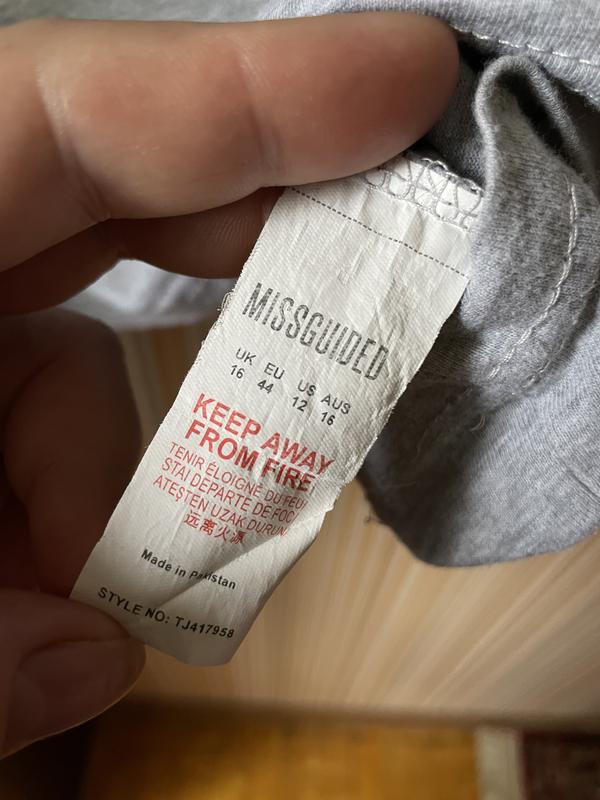 MISSGUIDED
UK EU US AUS
16 44 12 16
KEEP AWAY
FROM FIRE
TENIR ÉLOIGNÉ DU FEU
STAI DEPARTE DE FOC
ATEŞTEN UZAK DURUN
远离火源
Made in Pakistan
STYLE NO: TJ417958